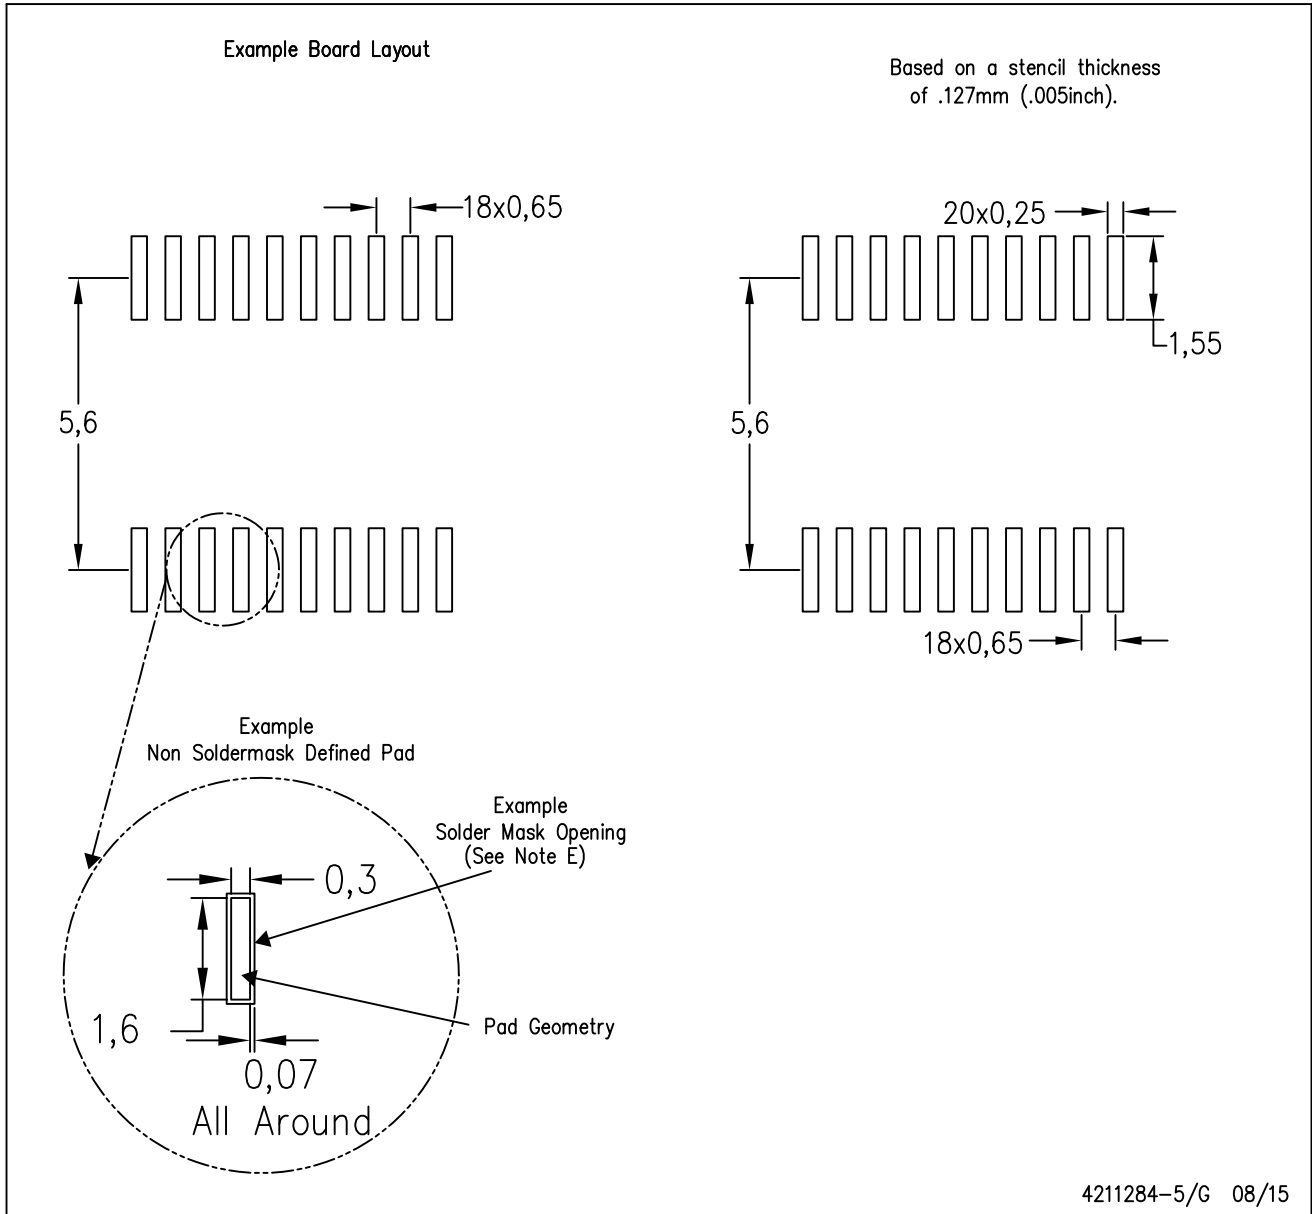 Example Board Layout
Based on a stencil thickness
of .127mm (.005inch).
18x0,65
20x0,25
1,55
5,6
5,6
18x0,65
Example
Non Soldermask Defined Pad
Example
Solder Mask Opening
(See Note E)
0,3
1,6
Pad Geometry
0,07
All Around
4211284-5/G 08/15